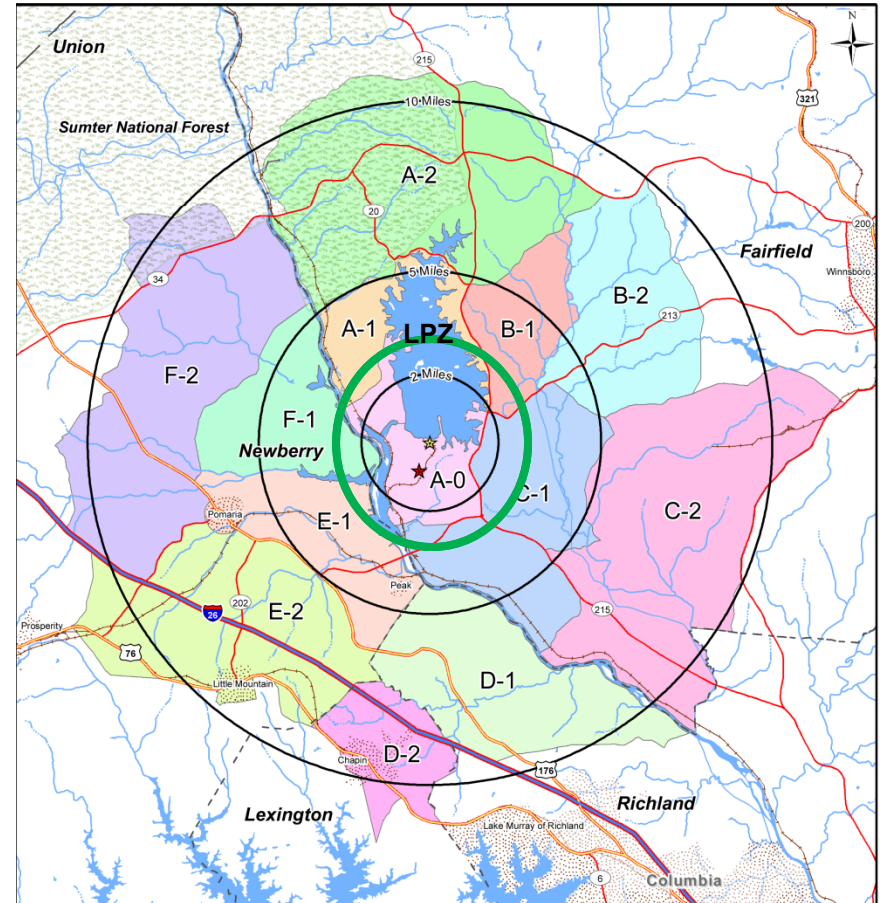 N
Union
215
321
10 Miles
Sumter National Forest
A-2
20
200
Fairfield
Winnsboro
34
5 Miles
B-2
213
A-1
LPZ
B-1
F-2
2 Miles
F-1
Newberry
A-0
C-1
C-2
E-1
Pomaria
Peak
202
E-2
26
215
Prosperity
76
Little Mountain
D-1
D-2
Chapin
176
Richland
Lexington
Lake Murray of Richland
6
Columbia